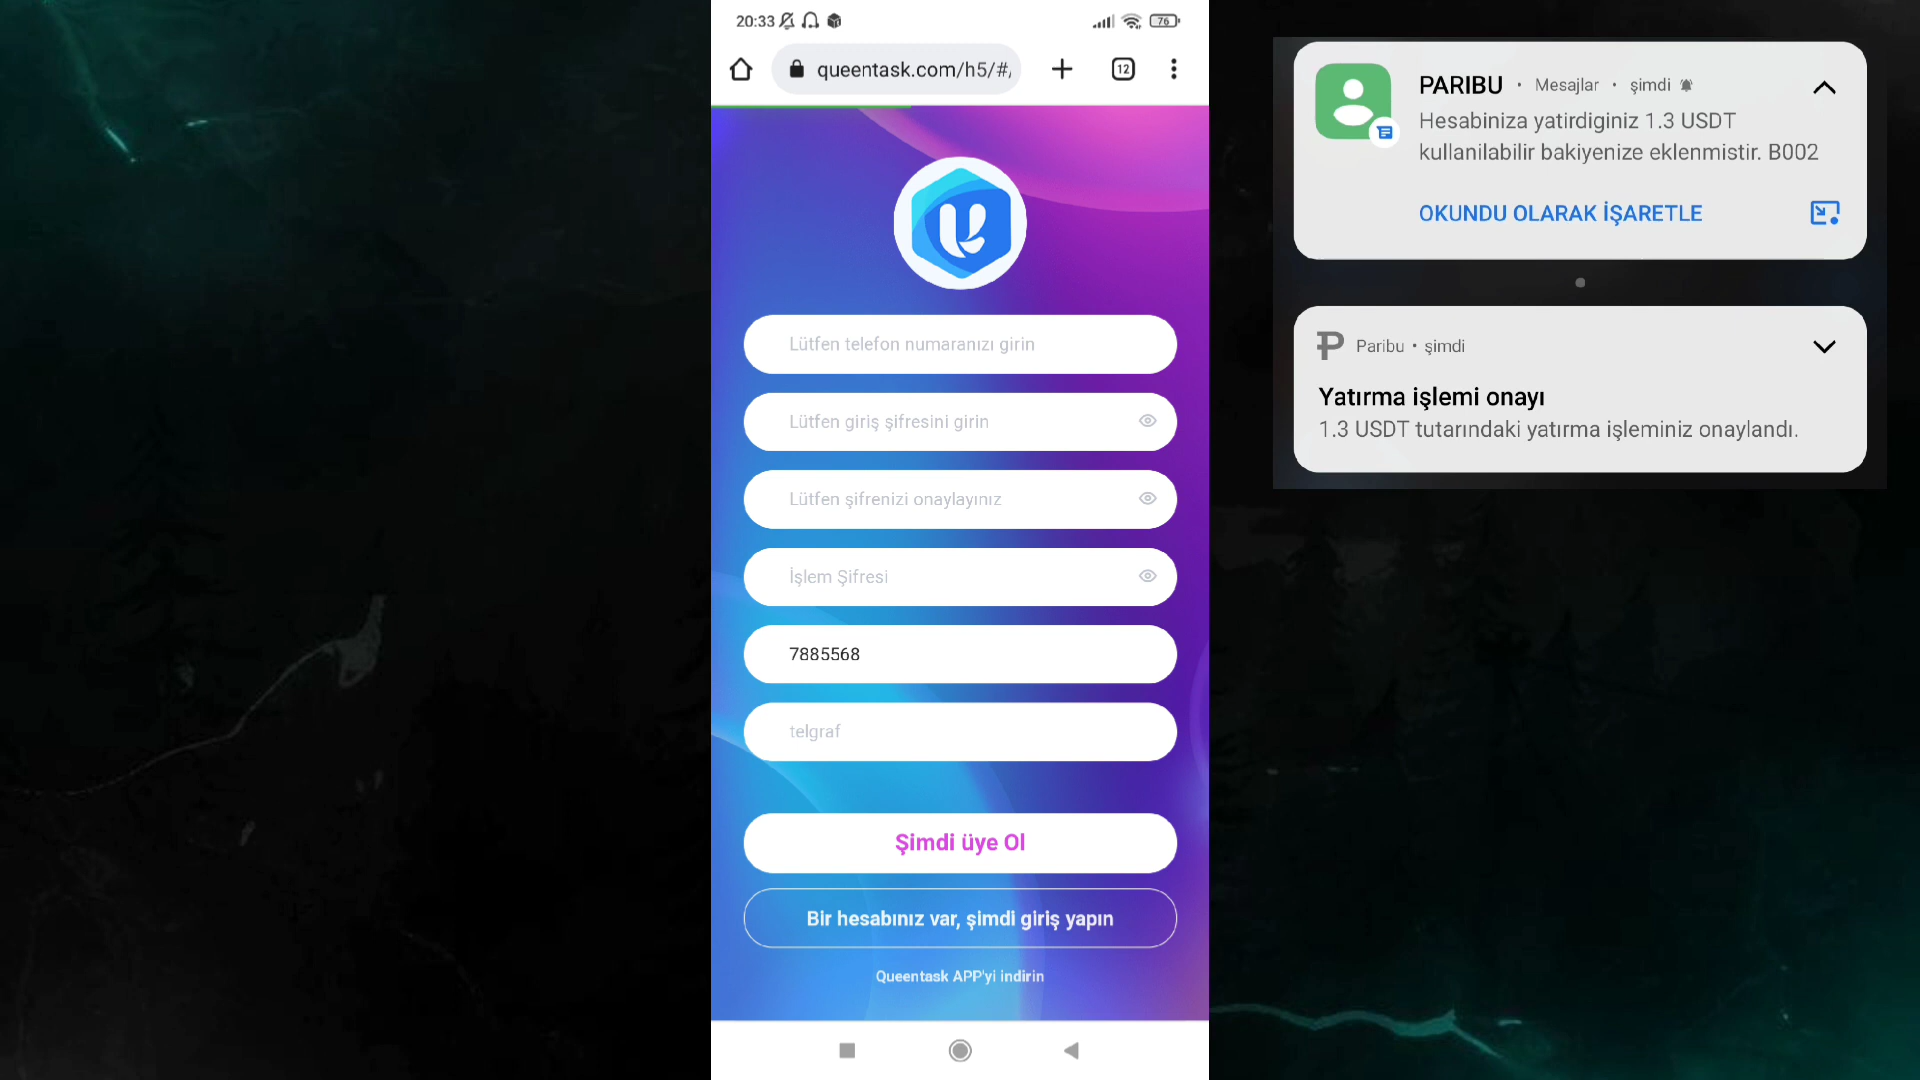 20:33
76
queentask.com/h5/#/
12
Lütfen telefon numaranızı girin
Lütfen giriş şifresini girin
Lütfen şifrenizi onaylayınız
İşlem Şifresi
7885568
telgraf
Şimdi üye Ol
Bir hesabınız var, şimdi giriş yapın
Queentask APP'yi indirin
PARIBU • Mesajlar • şimdi
Hesabiniza yatirdiginiz 1.3 USDT
kullanilabilir bakiyenize eklenmistir. B002
OKUNDU OLARAK İŞARETLE
Paribu • şimdi
Yatırma işlemi onayı
1.3 USDT tutarındaki yatırma işleminiz onaylandı.